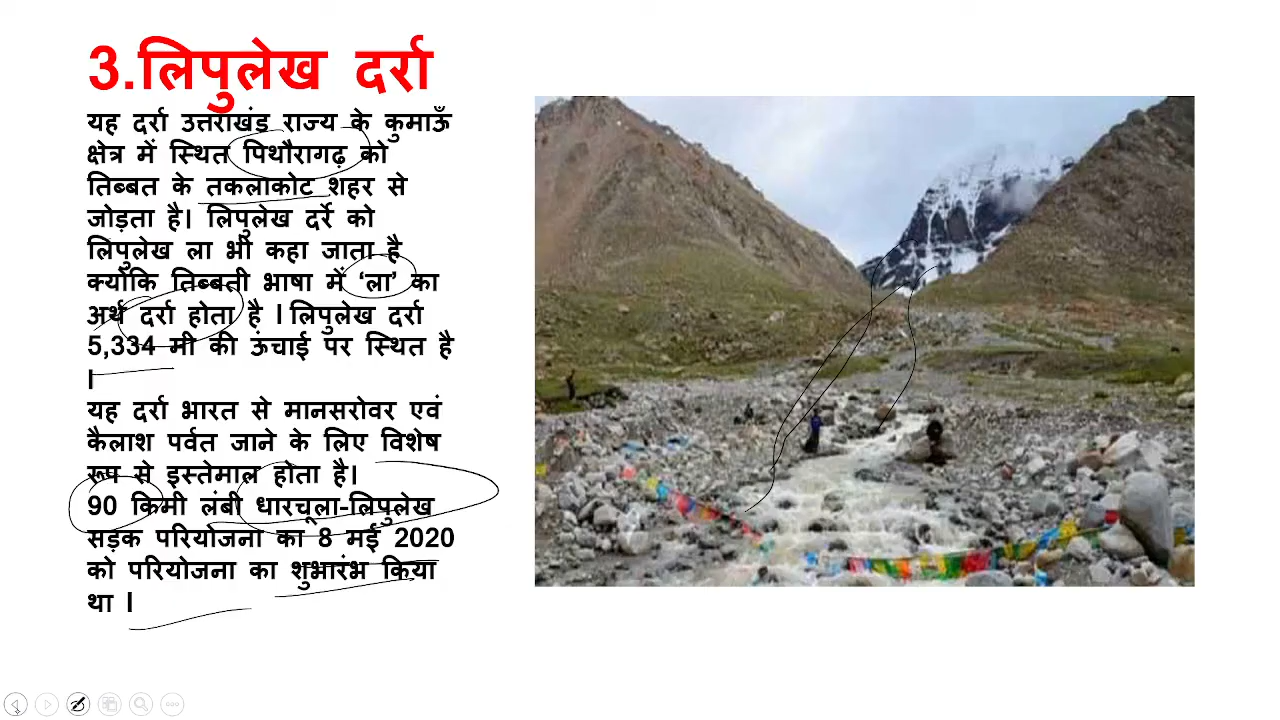 3.लिपुलेख दर्रा
यह दर्रा उत्तराखंड राज्य के कुमाऊँ
क्षेत्र में स्थित पिथौरागढ़ को
तिब्बत के तकलाकोट शहर से
जोड़ता है। लिपुलेख दर्रे को
लिपुलेख ला भी कहा जाता है
क्योंकि तिब्बती भाषा में ‘ला’ का
अर्थ दर्रा होता है l लिपुलेख दर्रा
5,334 मी की ऊंचाई पर स्थित है
l
यह दर्रा भारत से मानसरोवर एवं
कैलाश पर्वत जाने के लिए विशेष
रूप से इस्तेमाल होता है।
90 किमी लंबी धारचूला-लिपुलेख
सड़क परियोजना का 8 मई 2020
को परियोजना का शुभारंभ किया
था l